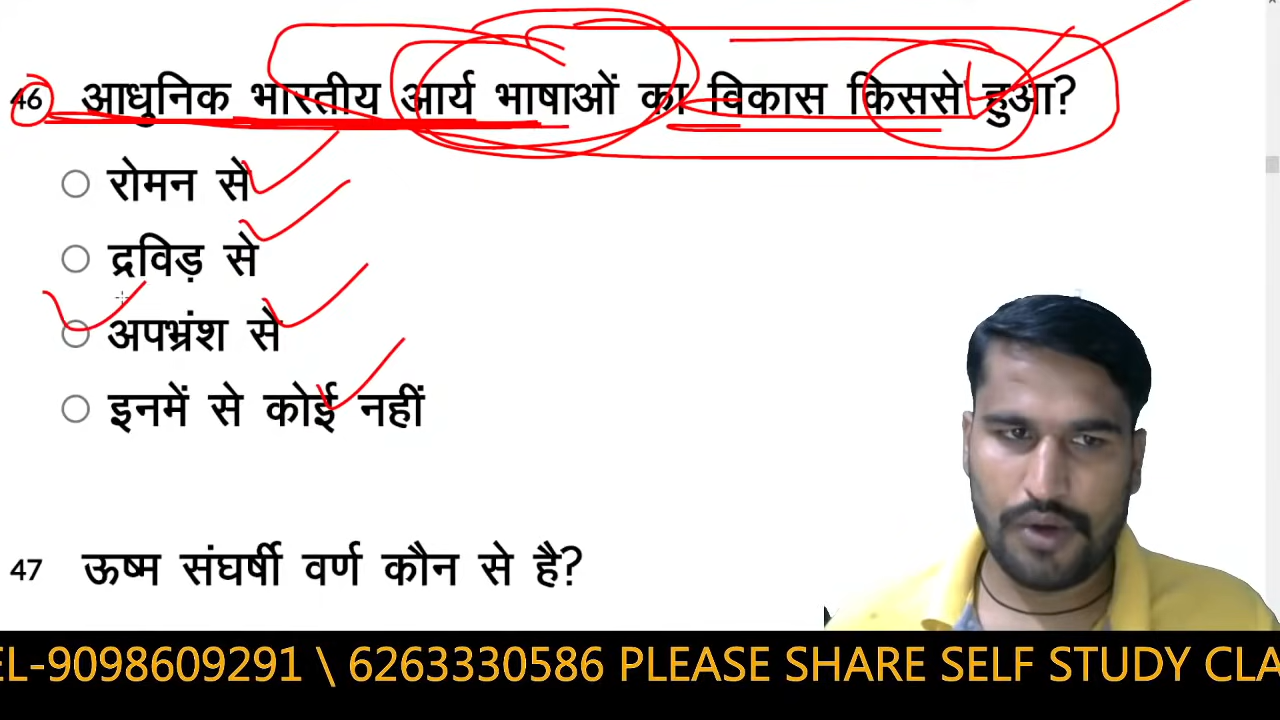 46 आधुनिक भारतीय आर्य भाषाओं का विकास किससे हुआ?
रोमन से
द्रविड़ से
अपभ्रंश से
इनमें से कोई नहीं
47 ऊष्म संघर्षी वर्ण कौन से है?
EL-9098609291 \ 6263330586 PLEASE SHARE SELF STUDY CLA